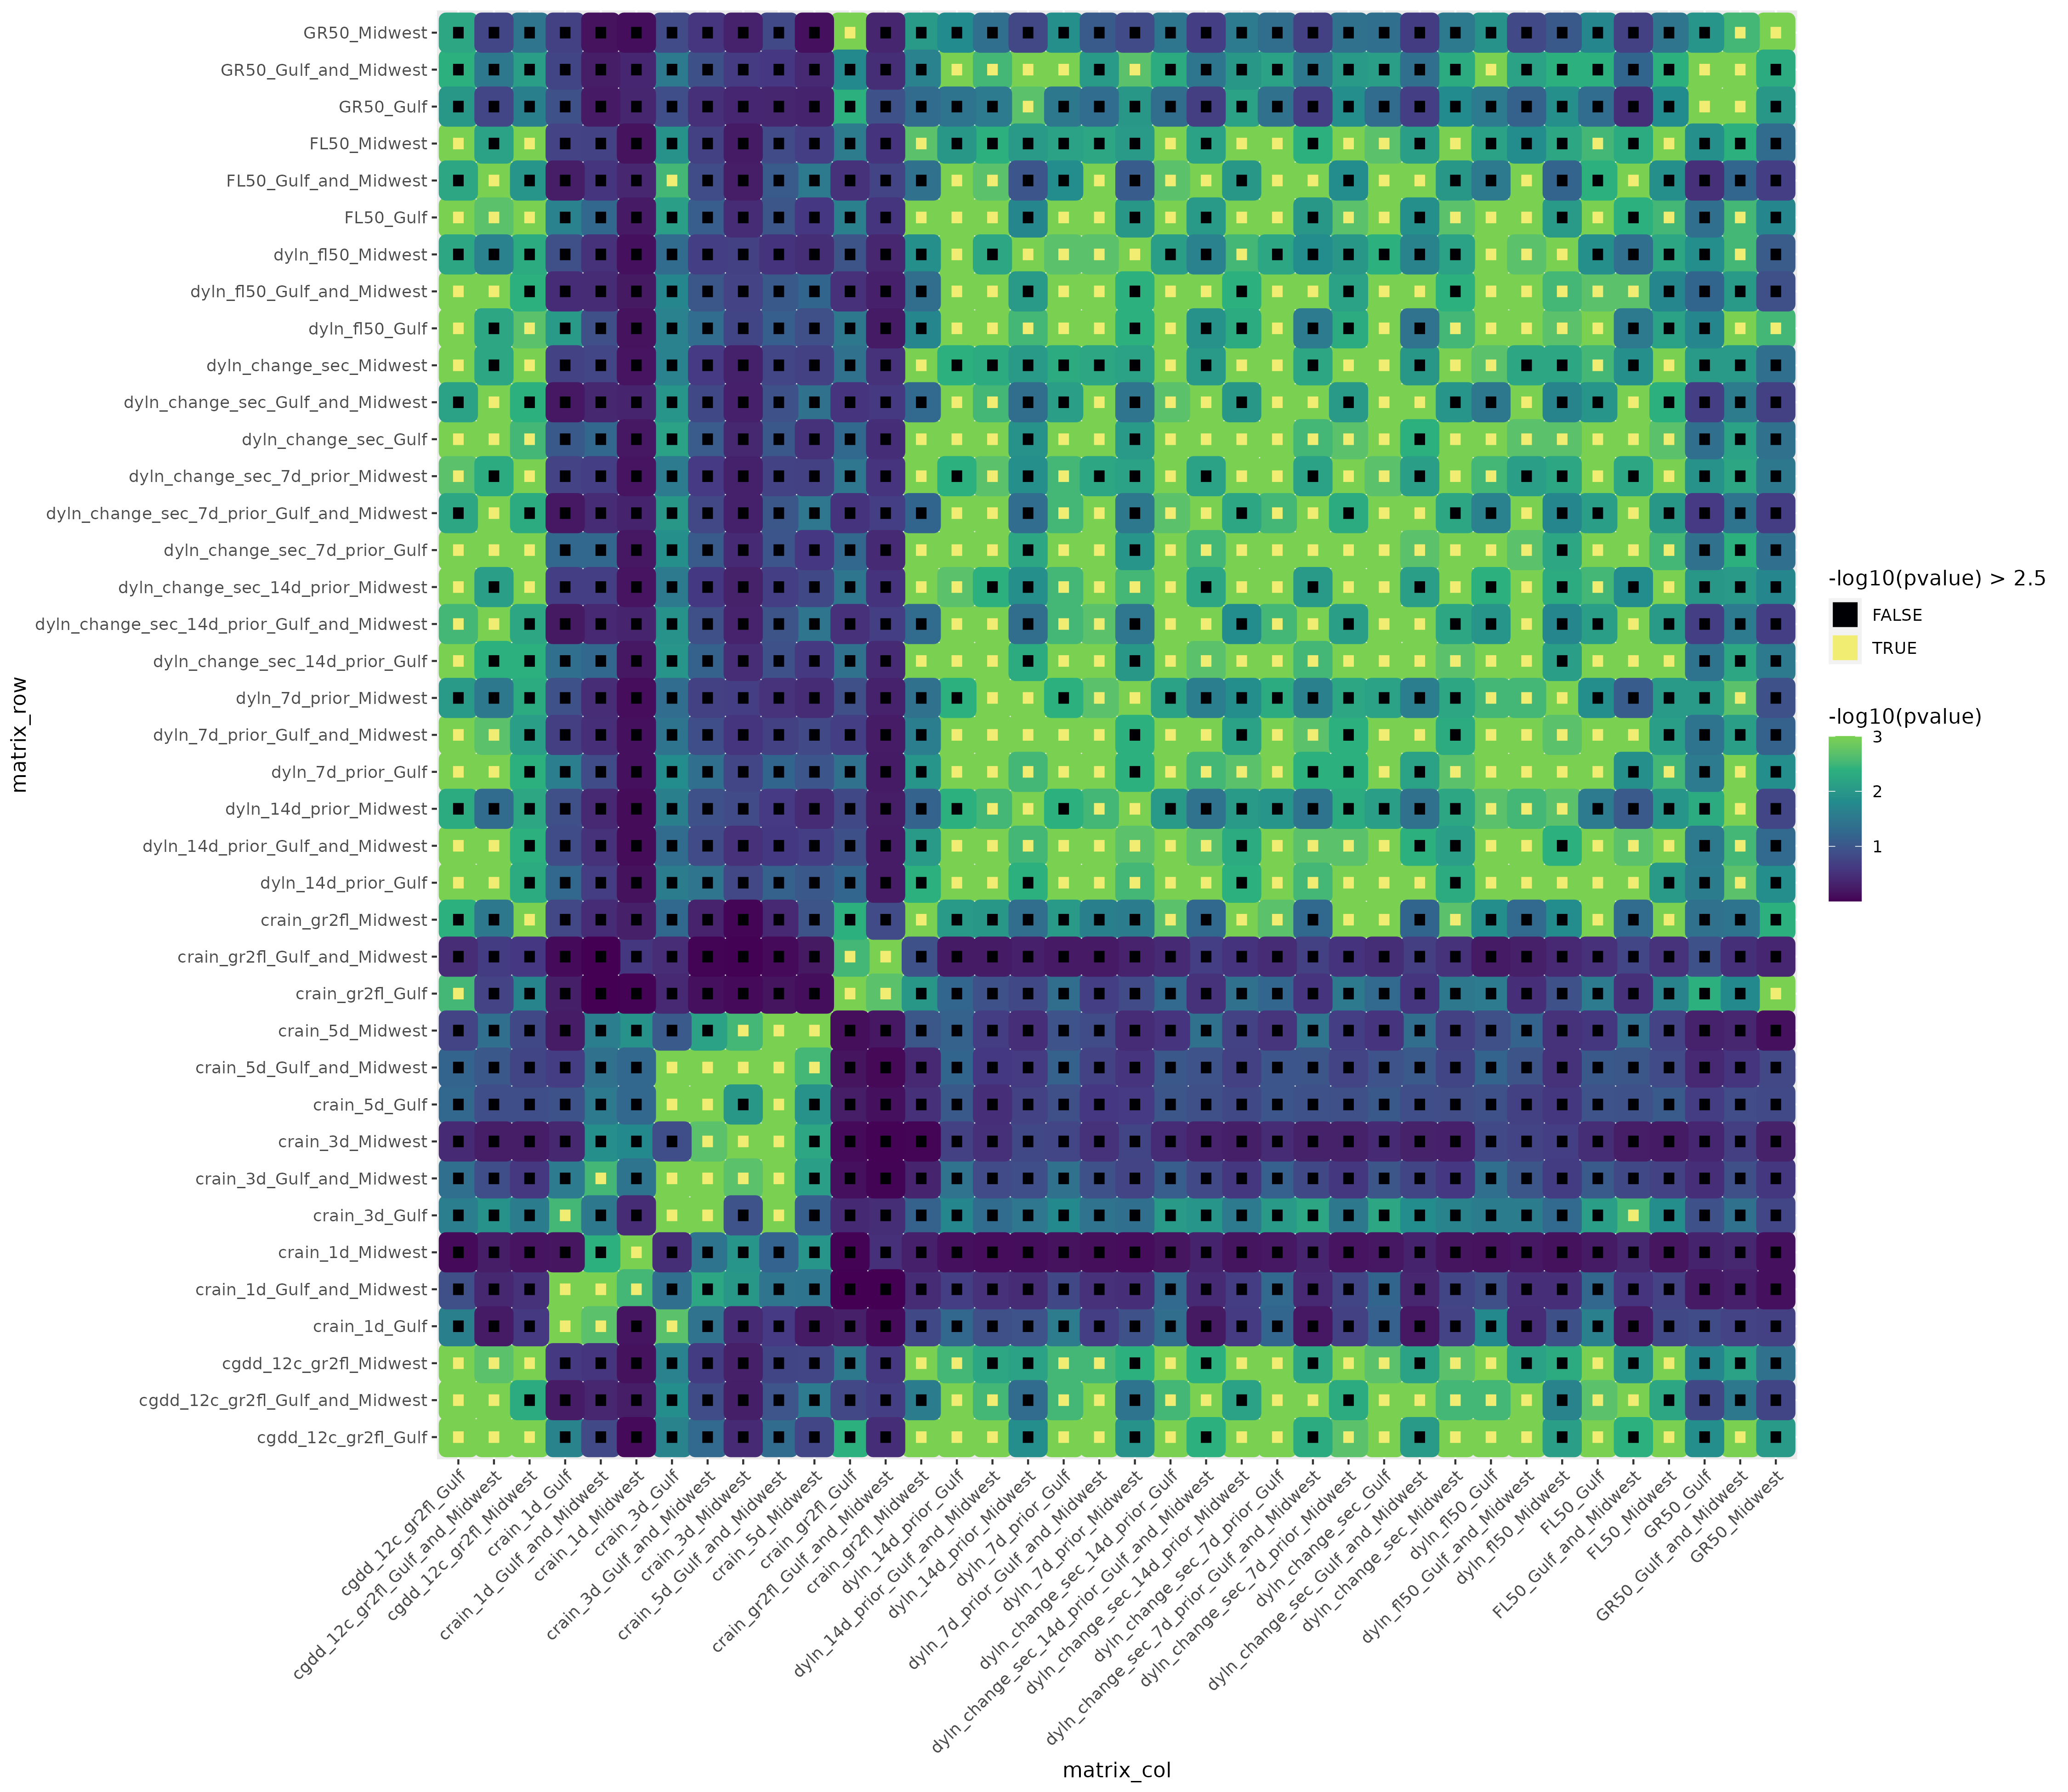 GR50_Midwest
GR50_Gulf_and_Midwest
GR50_Gulf
FL50_Midwest
FL50_Gulf_and_Midwest
FL50_Gulf
dyln_fl50_Midwest
dyln_fl50_Gulf_and_Midwest
dyln_fl50_Gulf
dyln_change_sec_Midwest
dyln_change_sec_Gulf_and_Midwest
dyln_change_sec_Gulf
dyln_change_sec_7d_prior_Midwest
dyln_change_sec_7d_prior_Gulf_and_Midwest
dyln_change_sec_7d_prior_Gulf
dyln_change_sec_14d_prior_Midwest
dyln_change_sec_14d_prior_Gulf_and_Midwest
dyln_change_sec_14d_prior_Gulf
dyln_7d_prior_Midwest
dyln_7d_prior_Gulf_and_Midwest
dyln_7d_prior_Gulf
dyln_14d_prior_Midwest
dyln_14d_prior_Gulf_and_Midwest
dyln_14d_prior_Gulf
crain_gr2fl_Midwest
crain_gr2fl_Gulf_and_Midwest
crain_gr2fl_Gulf
crain_5d_Midwest
crain_5d_Gulf_and_Midwest
crain_5d_Gulf
crain_3d_Midwest
crain_3d_Gulf_and_Midwest
crain_3d_Gulf
crain_1d_Midwest
crain_1d_Gulf_and_Midwest
crain_1d_Gulf
cgdd_12c_gr2fl_Midwest
cgdd_12c_gr2fl_Gulf_and_Midwest
cgdd_12c_gr2fl_Gulf
matrix_row
cgdd_12c_gr2fl_Gulf
cgdd_12c_gr2fl_Gulf_and_Midwest
cgdd_12c_gr2fl_Midwest
crain_1d_Gulf
crain_1d_Gulf_and_Midwest
crain_1d_Midwest
crain_3d_Gulf
crain_3d_Gulf_and_Midwest
crain_3d_Midwest
crain_5d_Gulf_and_Midwest
crain_5d_Midwest
crain_gr2fl_Gulf
crain_gr2fl_Gulf_and_Midwest
crain_gr2fl_Midwest
dyln_14d_prior_Gulf
dyln_14d_prior_Gulf_and_Midwest
dyln_14d_prior_Midwest
dyln_7d_prior_Gulf
dyln_7d_prior_Gulf_and_Midwest
dyln_7d_prior_Midwest
dyln_change_sec_14d_prior_Gulf
dyln_change_sec_14d_prior_Gulf_and_Midwest
dyln_change_sec_14d_prior_Midwest
dyln_change_sec_7d_prior_Gulf
dyln_change_sec_7d_prior_Gulf_and_Midwest
dyln_change_sec_7d_prior_Midwest
dyln_change_sec_Gulf
dyln_change_sec_Gulf_and_Midwest
dyln_change_sec_Midwest
dyln_fl50_Gulf
dyln_fl50_Gulf_and_Midwest
dyln_fl50_Midwest
FL50_Gulf
FL50_Gulf_and_Midwest
FL50_Midwest
GR50_Gulf
GR50_Gulf_and_Midwest
GR50_Midwest
matrix_col
-log10(pvalue) > 2.5
FALSE
TRUE
-log10(pvalue)
3
2
1